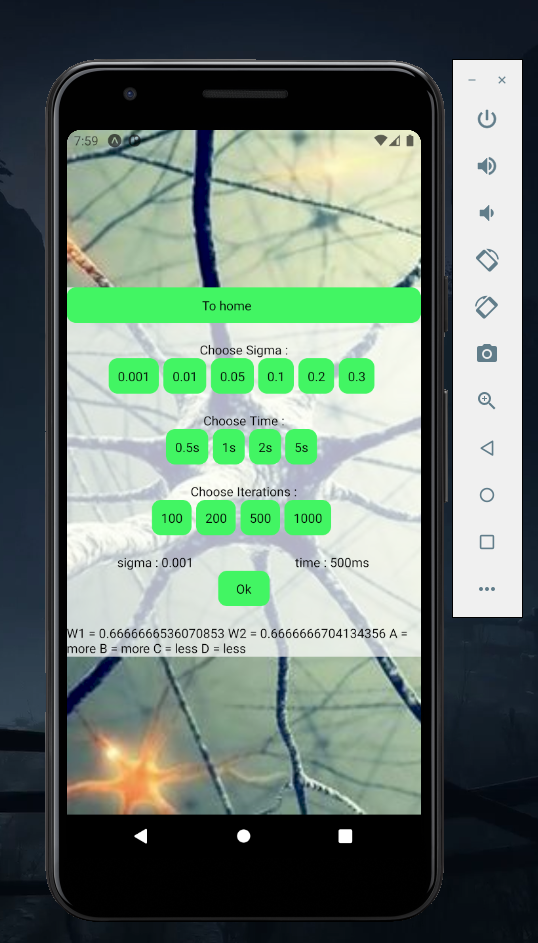 7:59
To home
Choose Sigma :
0.001 0.01 0.05 0.1 0.2 0.3
Choose Time :
0.5s 1s 2s 5s
Choose Iterations :
100 200 500 1000
sigma : 0.001 time : 500ms
Ok
W1 = 0.6666666536070853 W2 = 0.6666666704134356 A =
more B = more C = less D = less